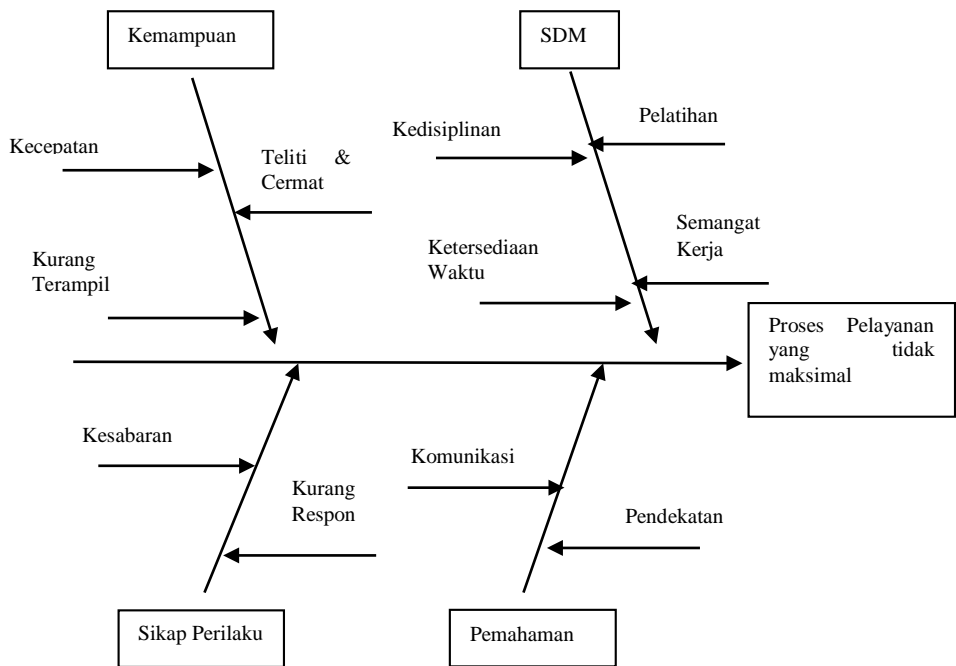 Kemampuan
SDM
Kecepatan
Teliti &
Cermat
Kedisiplinan
Pelatihan
Kurang
Terampil
Ketersediaan
Waktu
Semangat
Kerja
Proses Pelayanan
yang tidak
maksimal
Kesabaran
Kurang
Respon
Komunikasi
Pendekatan
Sikap Perilaku
Pemahaman